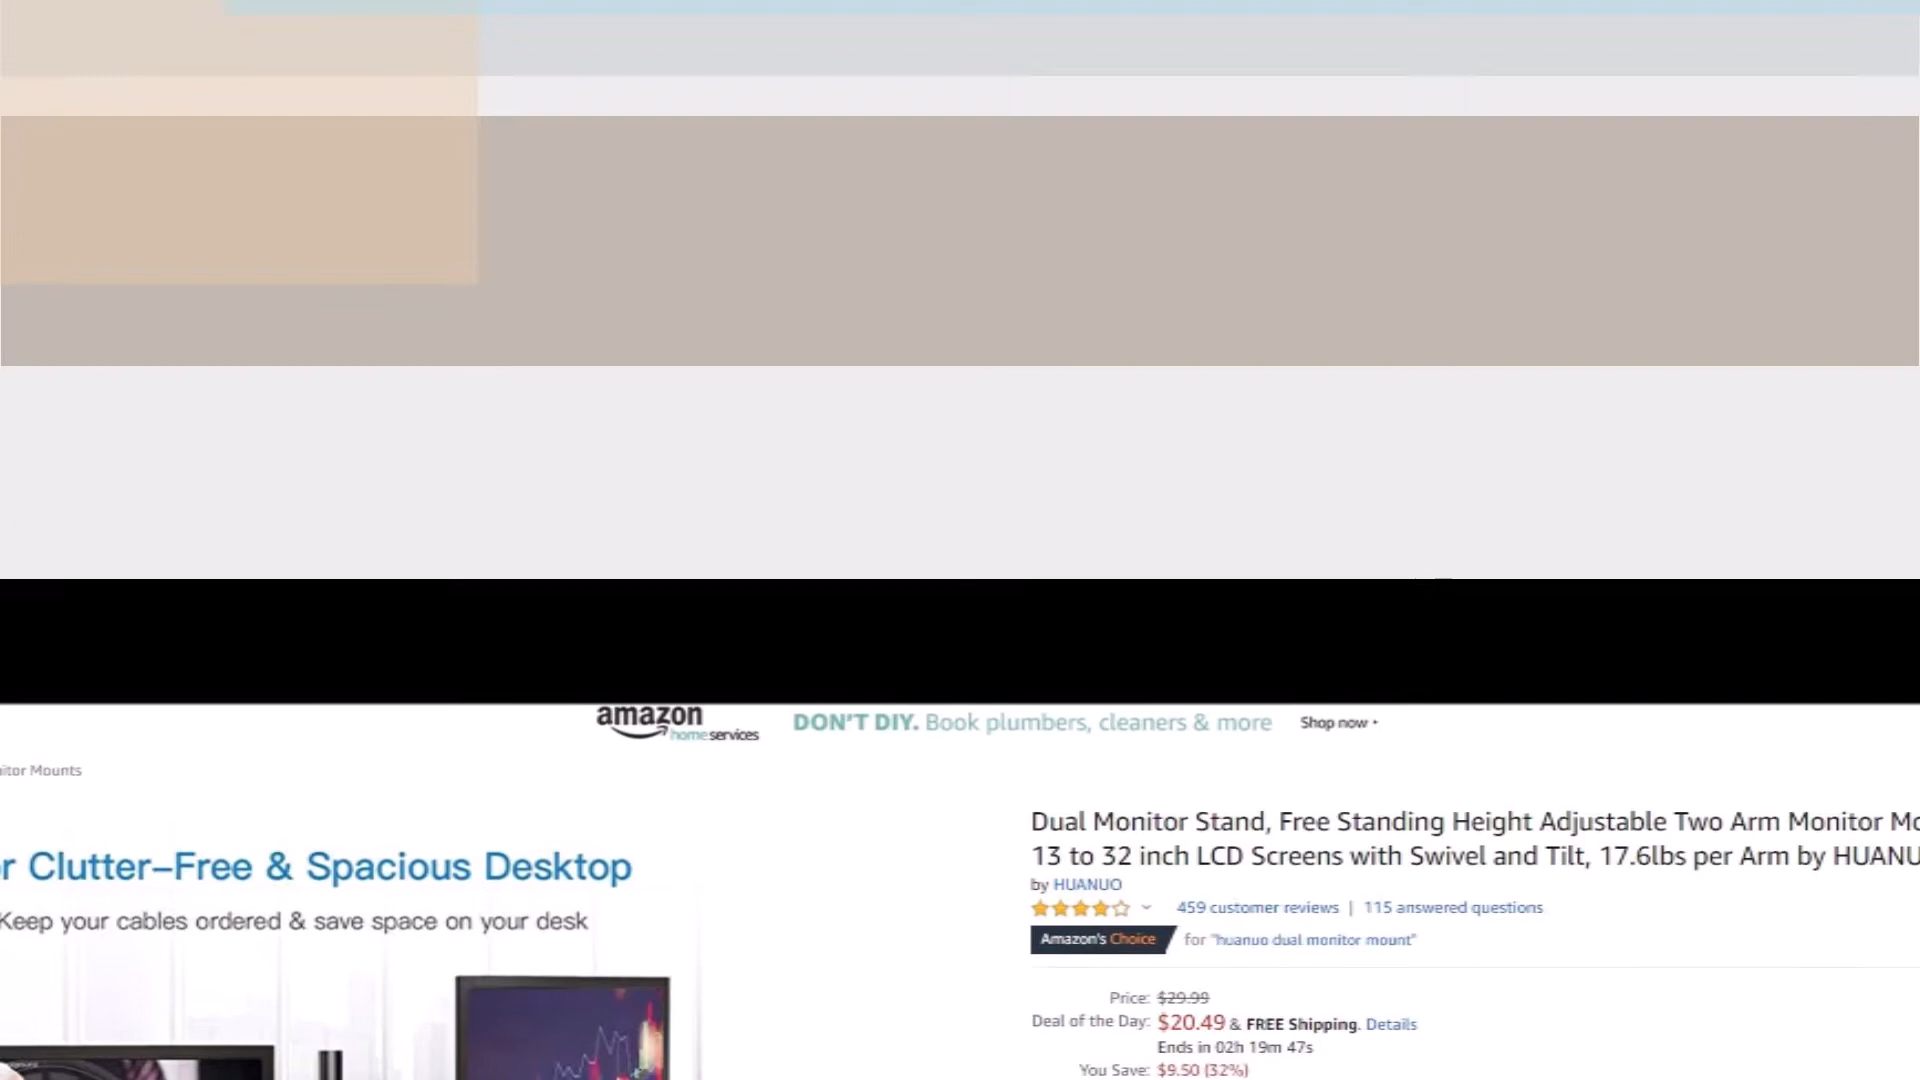 amazon
home services
DON'T DIY. Book plumbers, cleaners & more
Shop now
Monitor Mounts
Dual Monitor Stand, Free Standing Height Adjustable Two Arm Monitor
13 to 32 inch LCD Screens with Swivel and Tilt, 17.6lbs per Arm by HUANU
by HUANUO
459 customer reviews | 115 answered questions
Amazon's Choice for "huanuo dual monitor mount"
Clutter-Free & Spacious Desktop
Keep your cables ordered & save space on your desk
Price: $29.99
Deal of the Day: $20.49 & FREE Shipping. Details
Ends in 02h 19m 47s
You Save: $9.50 (32%)